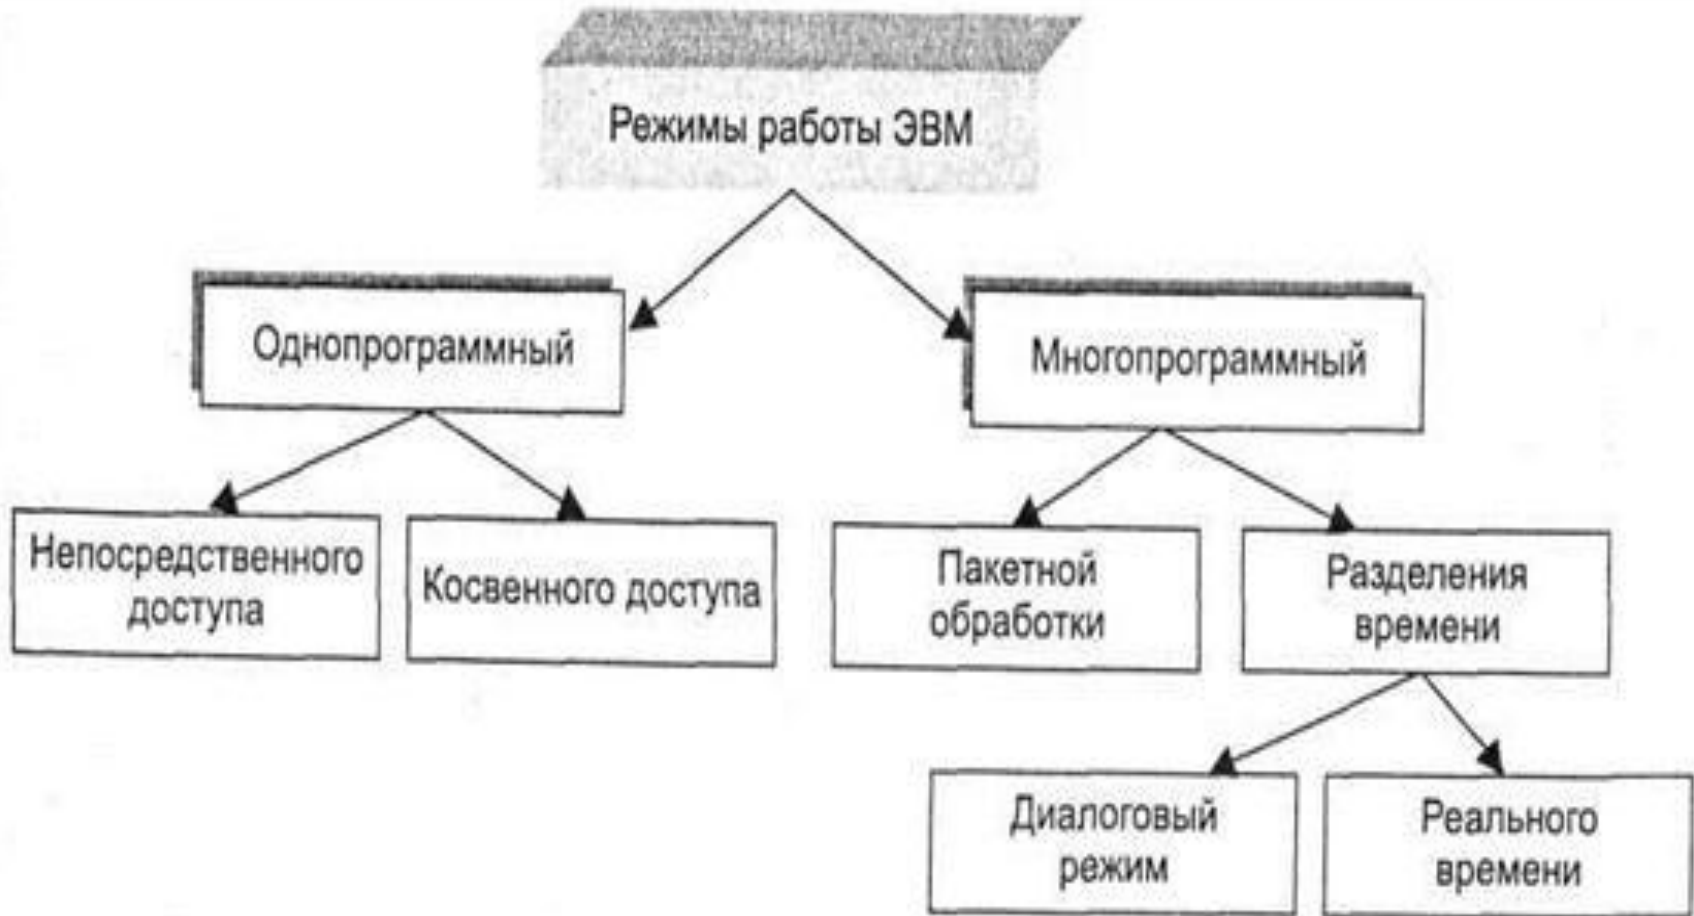 Режимы работы ЭВМ
Однопрограммный
Многопрограммный
Непосредственного
доступа
Косвенного доступа
Пакетной
обработки
Разделения
времени
Диалоговый
режим
Реального
времени